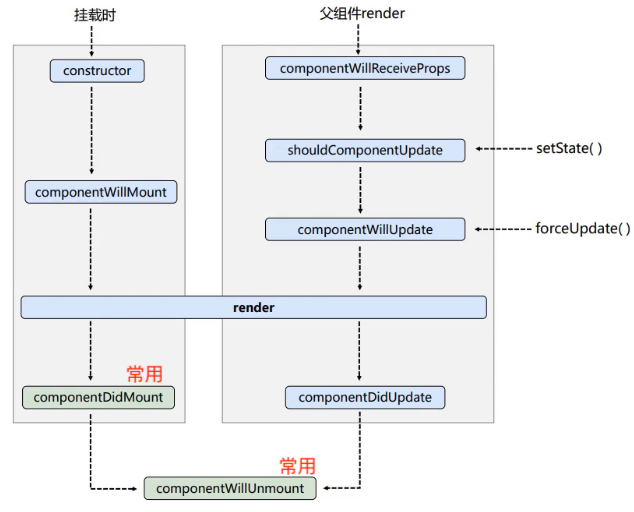 挂载时
父组件render
constructor
componentWillReceiveProps
shouldComponentUpdate
setState( )
componentWillMount
componentWillUpdate
forceUpdate( )
render
常用
componentDidMount
componentDidUpdate
常用
componentWillUnmount